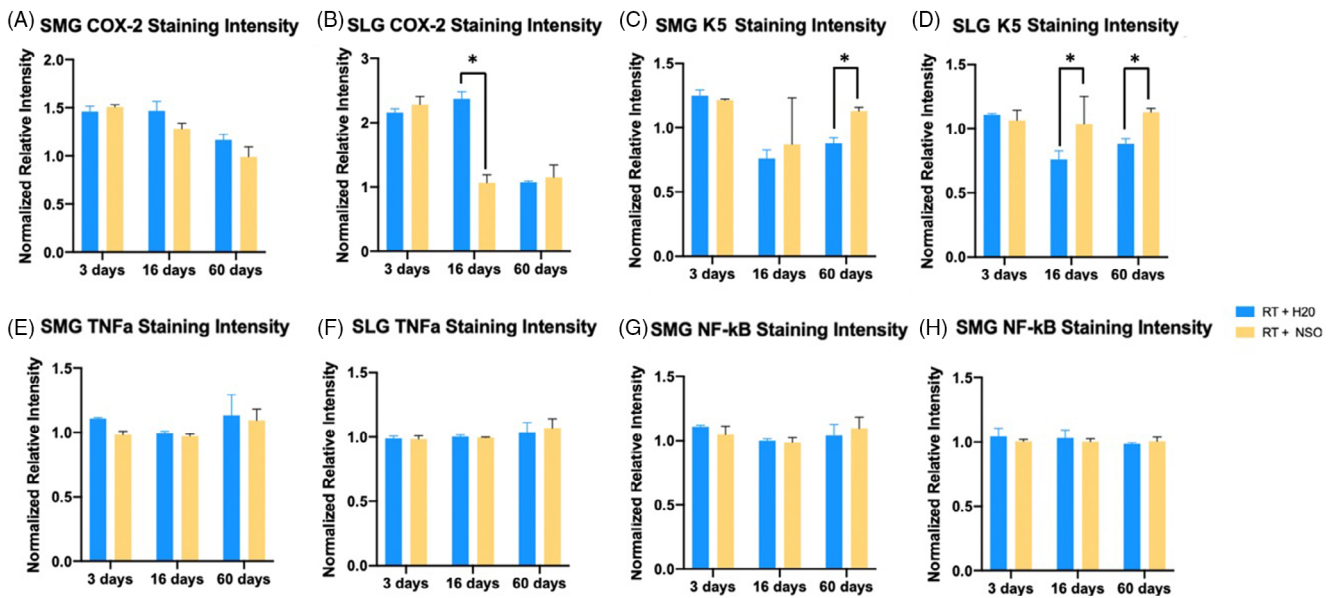 (A) SMG COX-2 Staining Intensity
Normalized Relative Intensity
2.0
1.5
1.0
0.5
0.0
3 days 16 days 60 days
(B) SLG COX-2 Staining Intensity
Normalized Relative Intensity
3
2
1
0
*
3 days 16 days 60 days
(C) SMG K5 Staining Intensity
Normalized Relative Intensity
1.5
1.0
0.5
0.0
*
3 days 16 days 60 days
(D) SLG K5 Staining Intensity
Normalized Relative Intensity
1.5
1.0
0.5
0.0
* *
3 days 16 days 60 days
(E) SMG TNFa Staining Intensity
Normalized Relative Intensity
1.5
1.0
0.5
0.0
3 days 16 days 60 days
(F) SLG TNFa Staining Intensity
Normalized Relative Intensity
1.5
1.0
0.5
0.0
3 days 16 days 60 days
(G) SMG NF-kB Staining Intensity
Normalized Relative Intensity
1.5
1.0
0.5
0.0
3 days 16 days 60 days
(H) SMG NF-kB Staining Intensity
Normalized Relative Intensity
1.5
1.0
0.5
0.0
3 days 16 days 60 days
RT + H20
RT + NSO